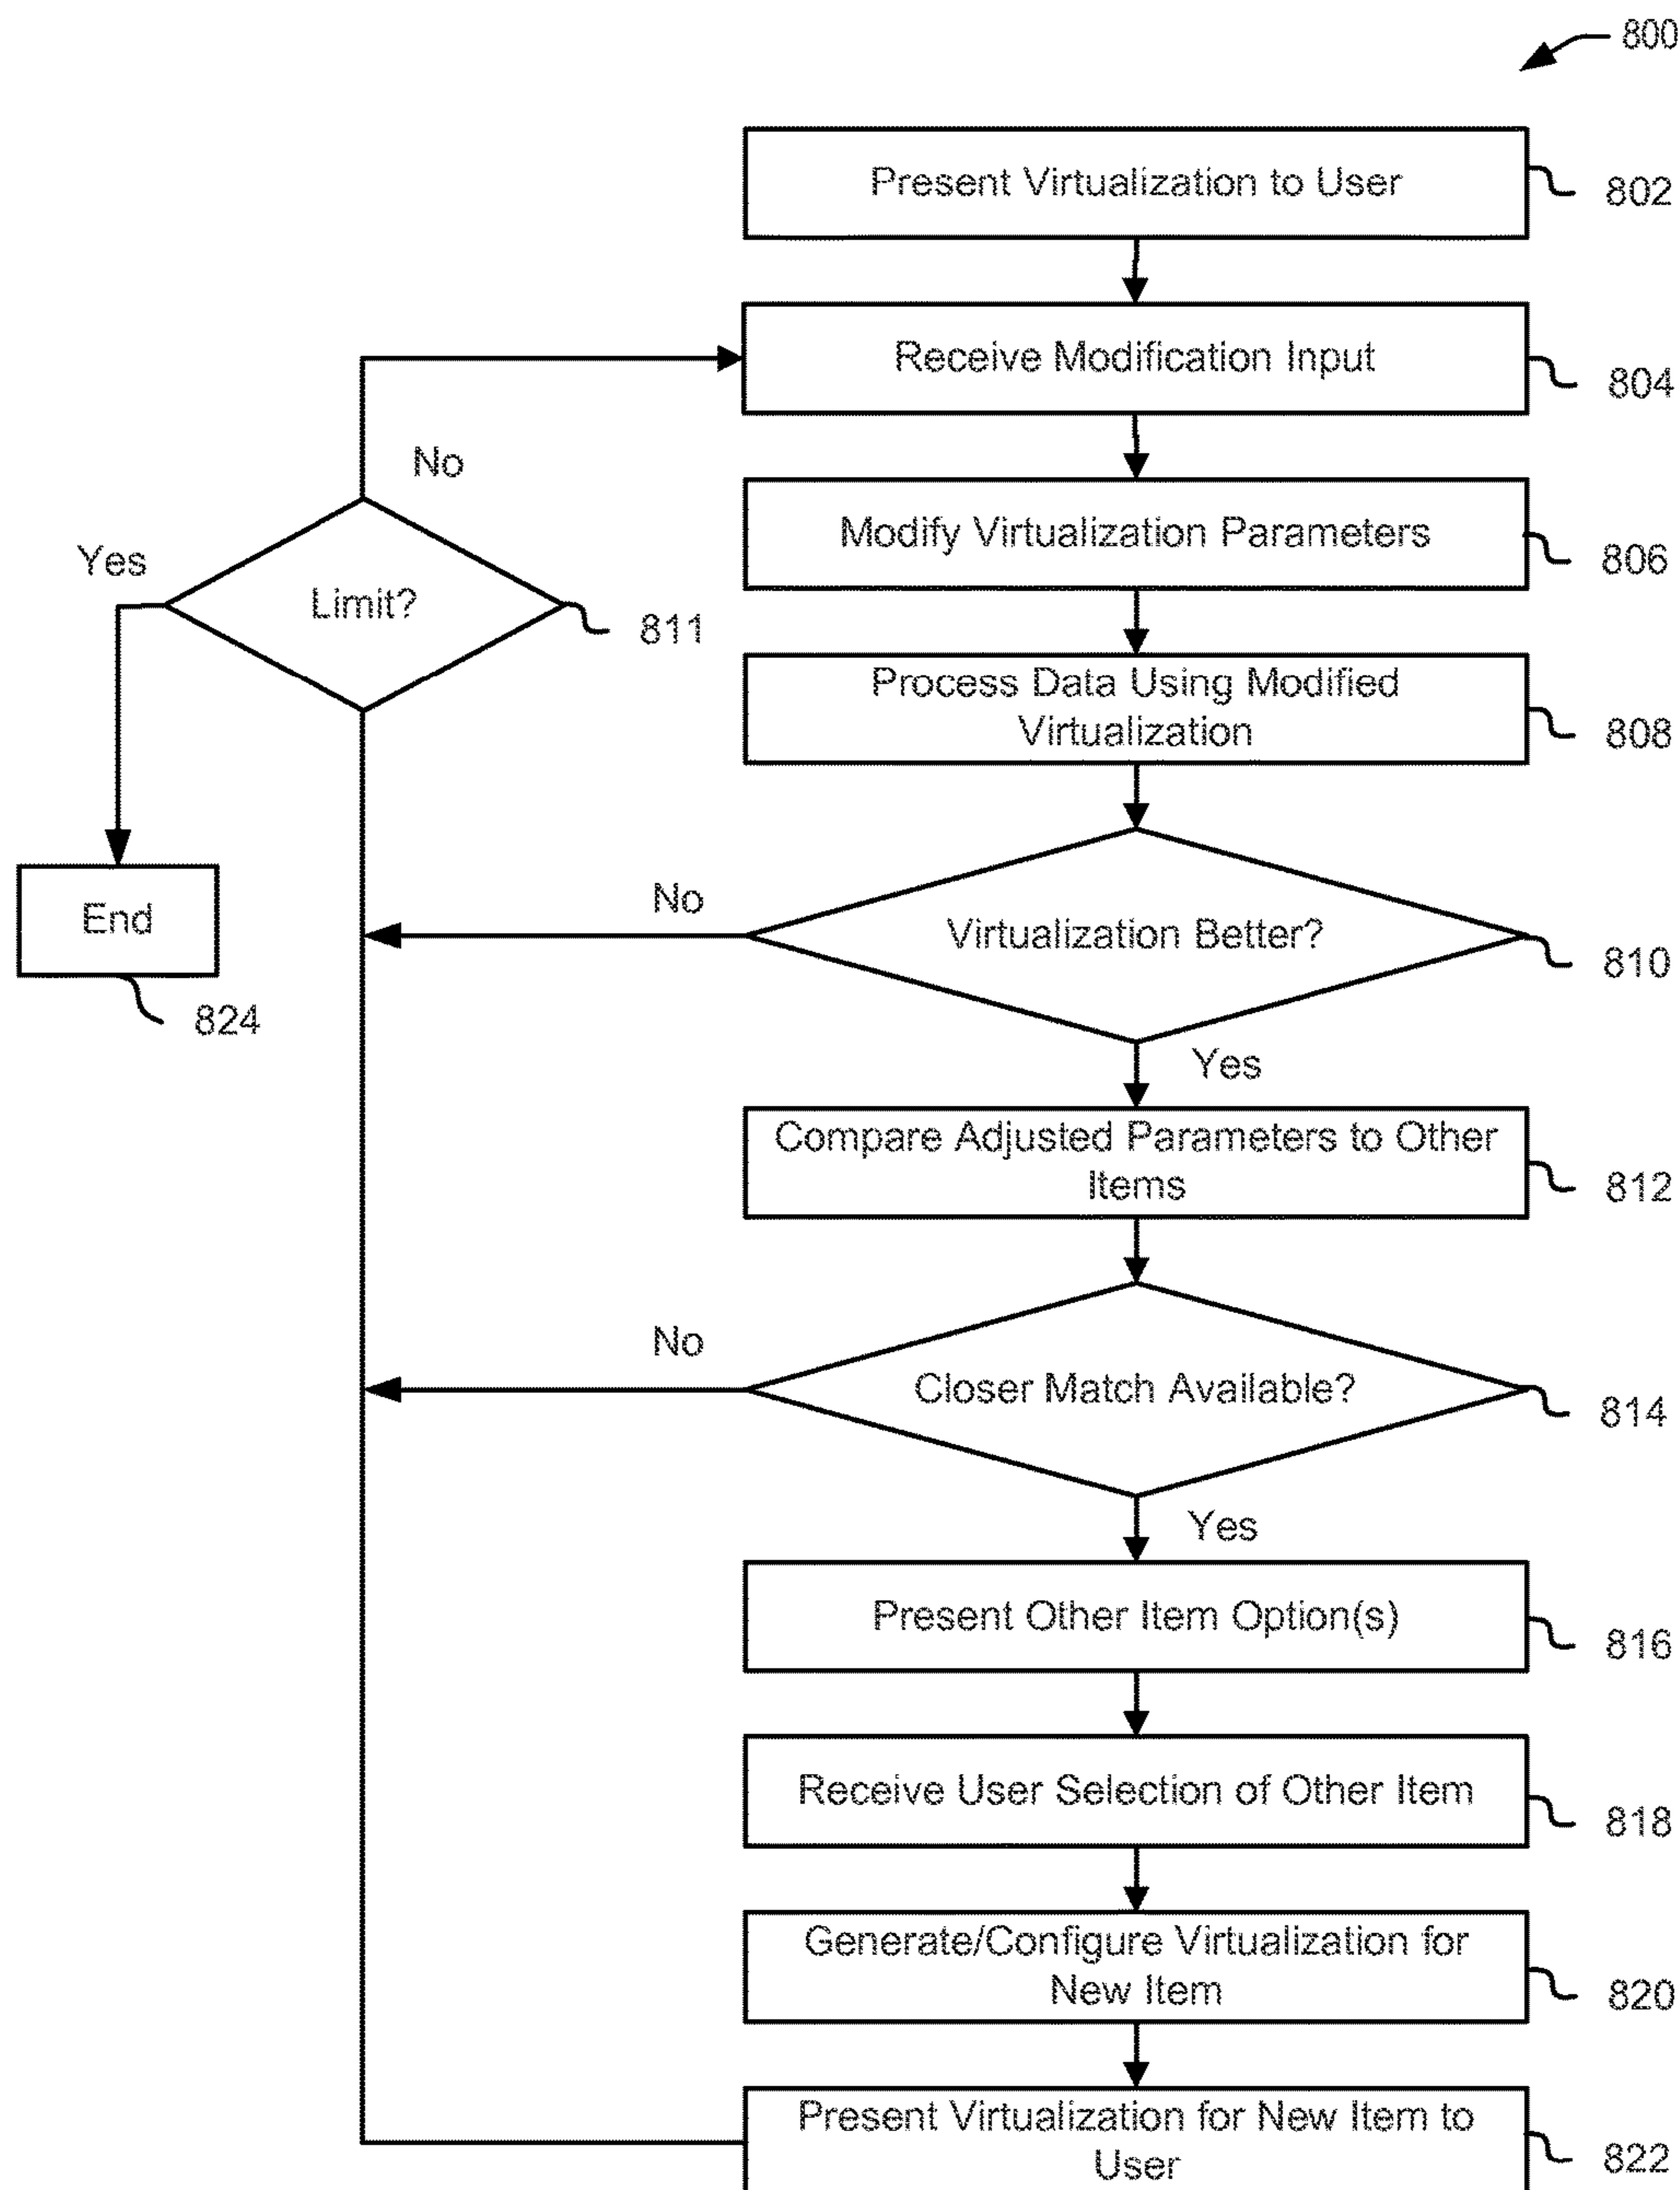 800
Present Virtualization to User
802
Receive Modification Input
804
No
Modify Virtualization Parameters
806
Yes
Limit?
811
Process Data Using Modified
Virtualization
808
End
824
No
Virtualization Better?
810
Yes
Compare Adjusted Parameters to Other
Items
812
No
Closer Match Available?
814
Yes
Present Other Item Option(s)
816
Receive User Selection of Other Item
818
Generate/Configure Virtualization for
New Item
820
Present Virtualization for New Item to
User
822